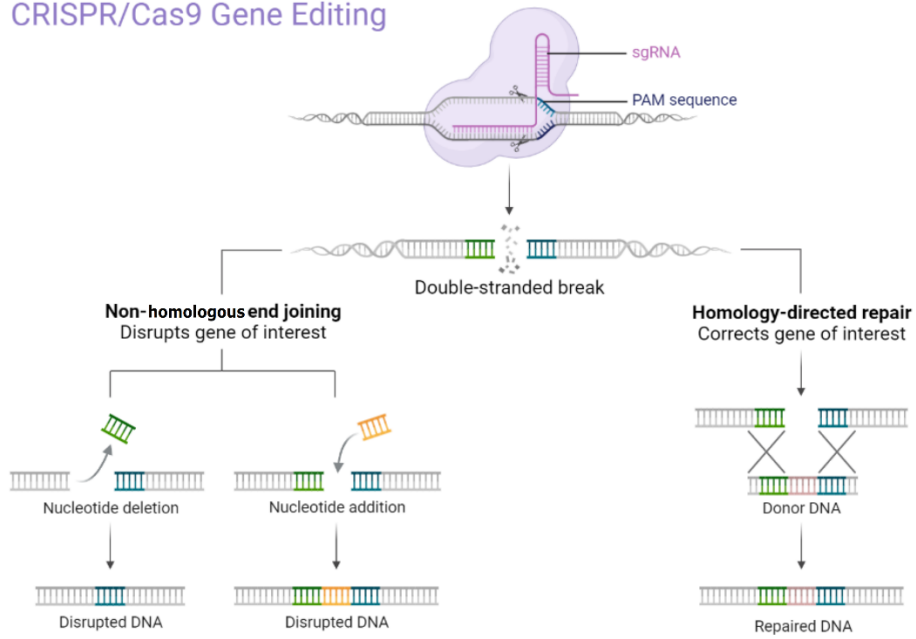 CRISPR/Cas9 Gene Editing
sgRNA
PAM sequence
Double-stranded break
Non-homologous end joining
Disrupts gene of interest
Homology-directed repair
Corrects gene of interest
Nucleotide deletion
Nucleotide addition
Donor DNA
Disrupted DNA
Disrupted DNA
Repaired DNA